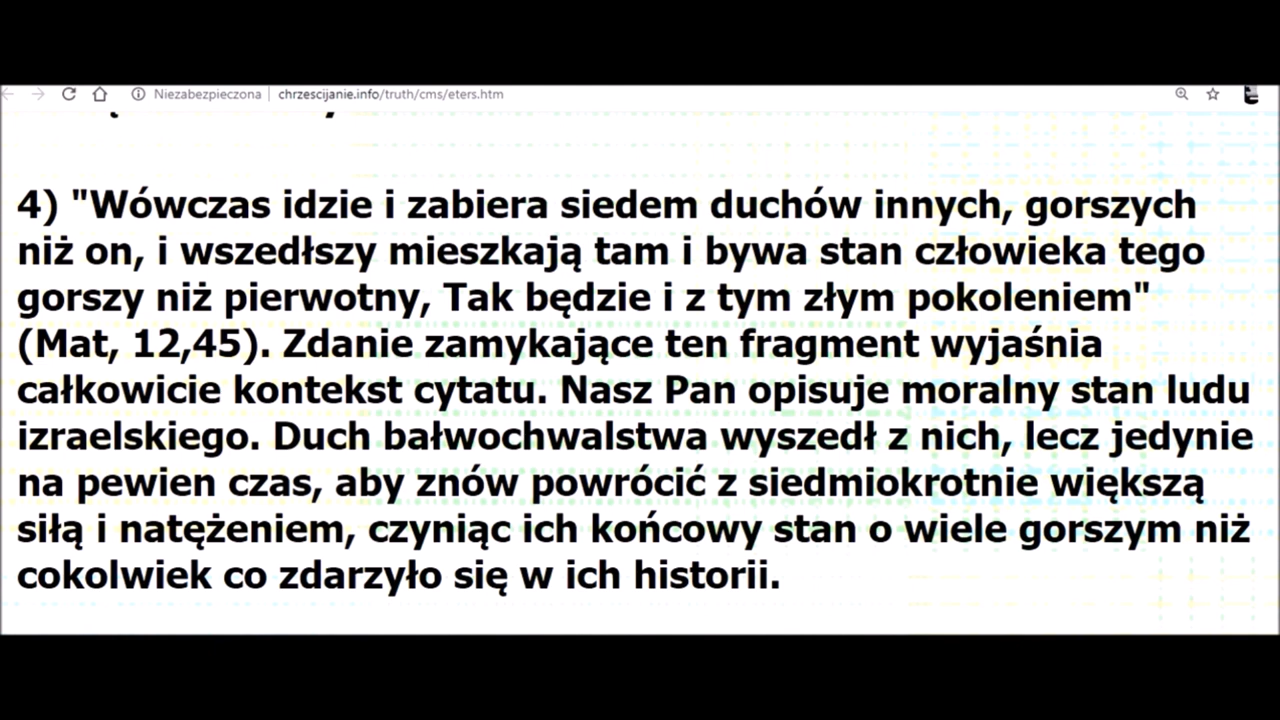 Niezabezpieczona chrzescijanie.info/truth/cms/eters.htm
4) "Wówczas idzie i zabiera siedem duchów innych, gorszych
niż on, i wszedłszy mieszkają tam i bywa stan człowieka tego
gorszy niż pierwotny, Tak będzie i z tym złym pokoleniem"
(Mat, 12,45). Zdanie zamykające ten fragment wyjaśnia
całkowicie kontekst cytatu. Nasz Pan opisuje moralny stan ludu
izraelskiego. Duch bałwochwalstwa wyszedł z nich, lecz jedynie
na pewien czas, aby znów powrócić z siedmiokrotnie większą
siłą i natężeniem, czyniąc ich końcowy stan o wiele gorszym niż
cokolwiek co zdarzyło się w ich historii.